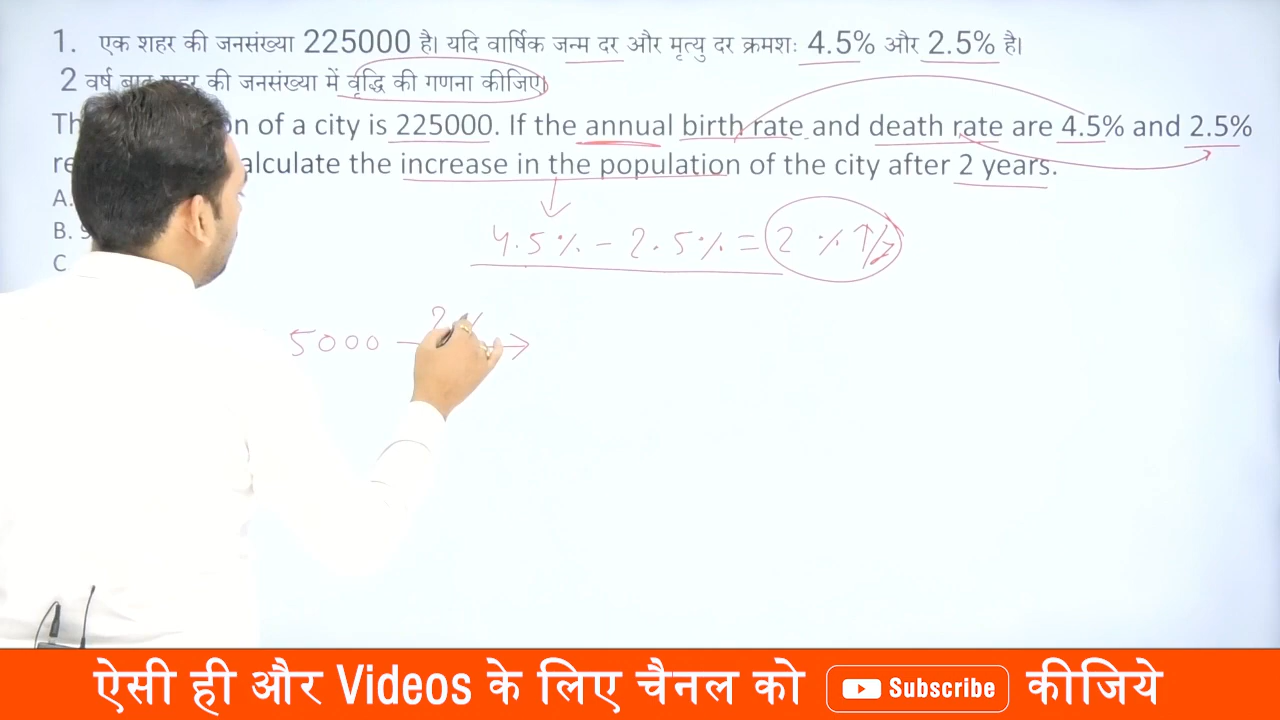 1. एक शहर की जनसंख्या 225000 है। यदि वार्षिक जन्म दर और मृत्यु दर क्रमशः 4.5% और 2.5% है।
2 वर्ष की जनसंख्या में वृद्धि की गणना कीजिए।
of a city is 225000. If the annual birth rate and death rate are 4.5% and 2.5%
the increase in the population of the city after 2 years.
A.
B.
C
4.5% - 2.5% = 2% ↑
5000
ऐसी ही और Videos के लिए चैनल को Subscribe कीजिये